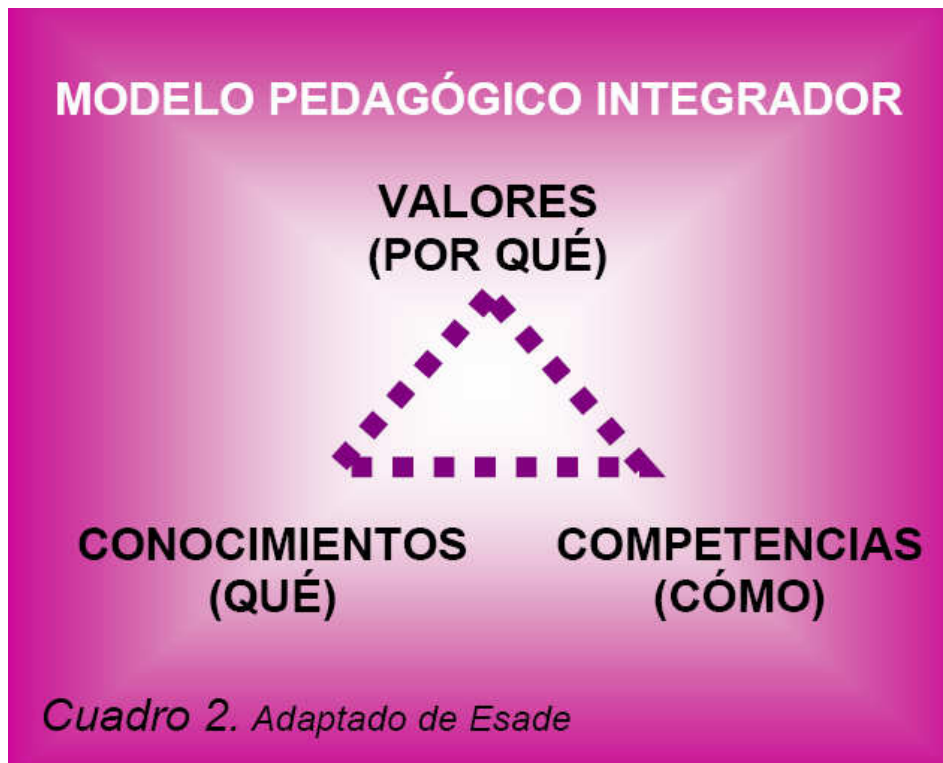 MODELO PEDAGÓGICO INTEGRADOR
VALORES
(POR QUÉ)
CONOCIMIENTOS
(QUÉ)
COMPETENCIAS
(CÓMO)
Cuadro 2. Adaptado de Esade